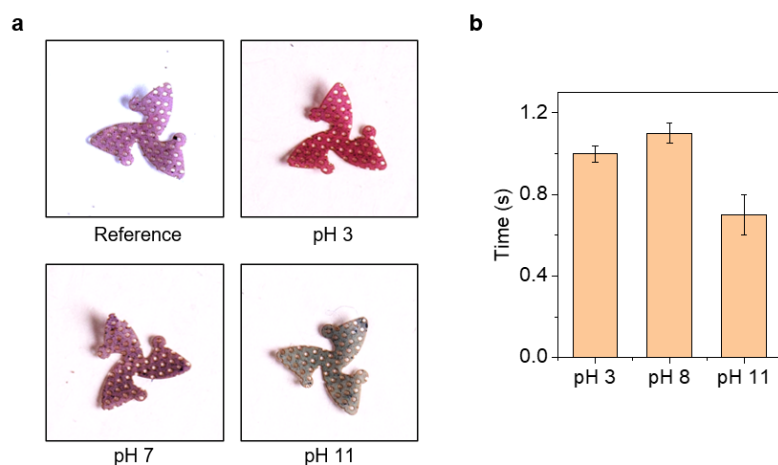 a
Reference
pH 3
pH 7
pH 11
b
Time (s)
1.2
0.8
0.4
0.0
pH 3
pH 8
pH 11